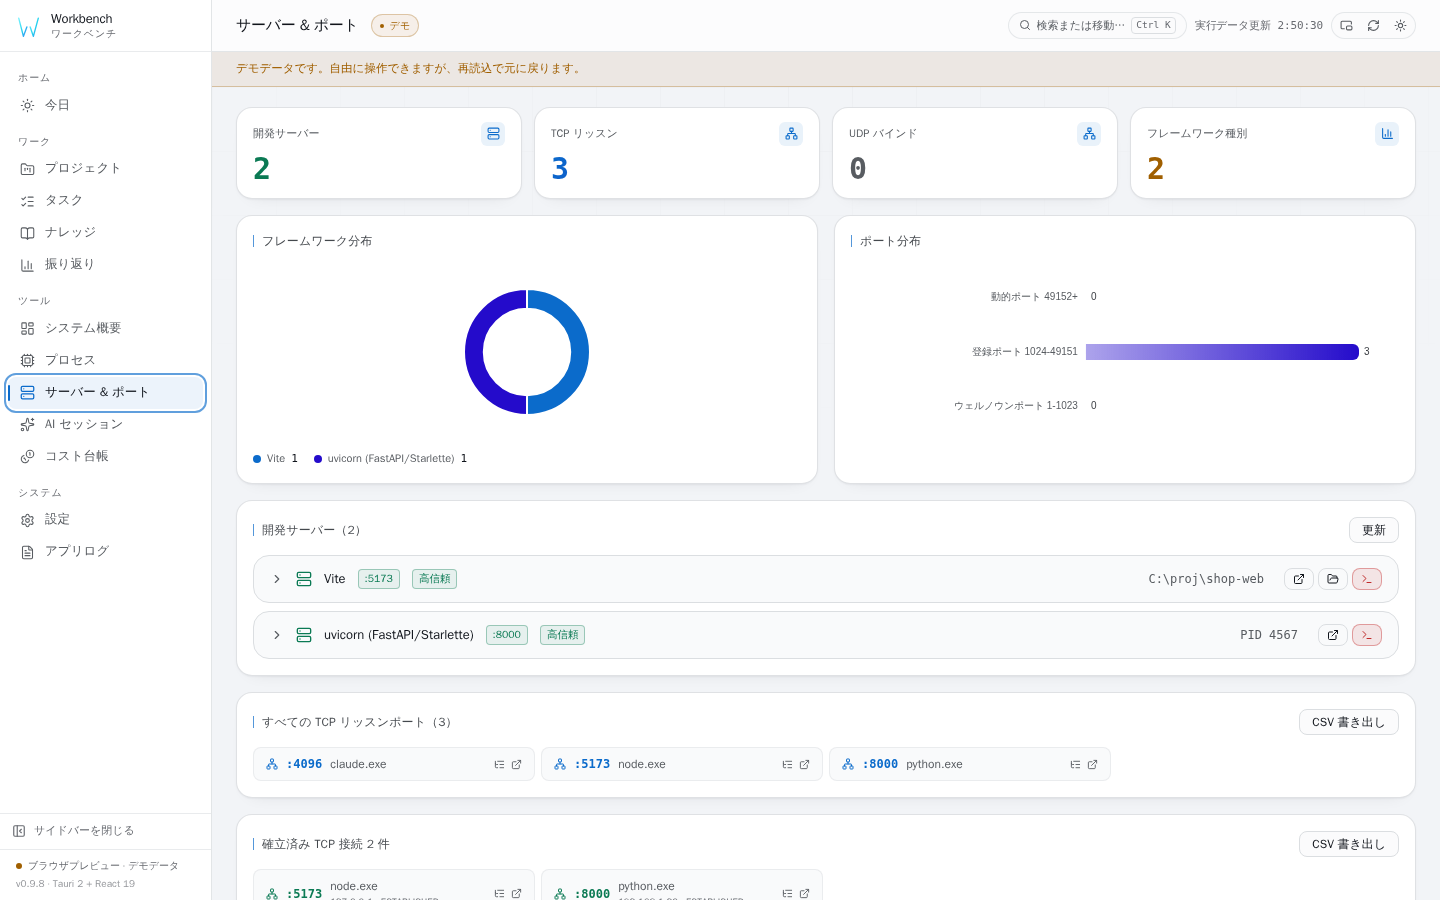 Workbench
ワークベンチ
ホーム
今日
ワーク
プロジェクト
タスク
ナレッジ
振り返り
ツール
システム概要
プロセス
サーバー & ポート
AI セッション
コスト台帳
システム
設定
アプリログ
サイドバーを閉じる
ブラウザプレビュー · デモデータ
v0.9.8 · Tauri 2 + React 19
サーバー & ポート
デモ
検索または移動… Ctrl K
実行データ更新 2:50:30
デモデータです。自由に操作できますが、再読込で元に戻ります。
開発サーバー
2
TCP リッスン
3
UDP バインド
0
フレームワーク種別
2
フレームワーク分布
Vite 1
uvicorn (FastAPI/Starlette) 1
ポート分布
動的ポート 49152+ 0
登録ポート 1024-49151 3
ウェルノウンポート 1-1023 0
開発サーバー（2）
更新
Vite :5173 高信頼 C:\proj\shop-web
uvicorn (FastAPI/Starlette) :8000 高信頼 PID 4567
すべての TCP リッスンポート（3）
CSV 書き出し
:4096 claude.exe
:5173 node.exe
:8000 python.exe
確立済み TCP 接続 2 件
CSV 書き出し
:5173 node.exe
:8000 python.exe